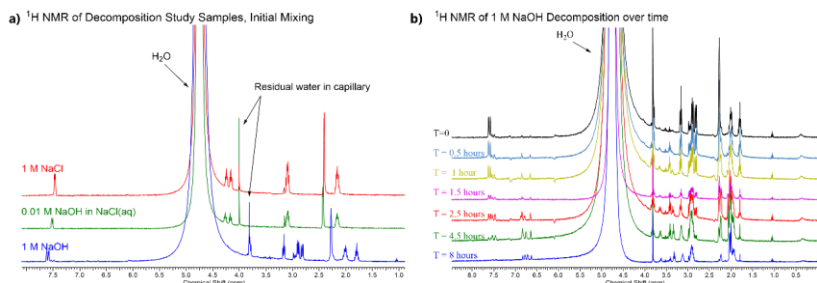 a) ¹H NMR of Decomposition Study Samples, Initial Mixing
H₂O
Residual water in capillary
1 M NaCl
0.01 M NaOH in NaCl(aq)
1 M NaOH
7.5 7.0 6.5 6.0 5.5 5.0 4.5 4.0 3.5 3.0 2.5 2.0 1.5 1.0
Chemical Shift (ppm)
b) ¹H NMR of 1 M NaOH Decomposition over time
H₂O
T=0
T = 0.5 hours
T = 1 hour
T = 1.5 hours
T = 2.5 hours
T = 4.5 hours
T = 8 hours
8.0 7.5 7.0 6.5 6.0 5.5 5.0 4.5 4.0 3.5 3.0 2.5 2.0 1.5 1.0 0.5
Chemical Shift (ppm)